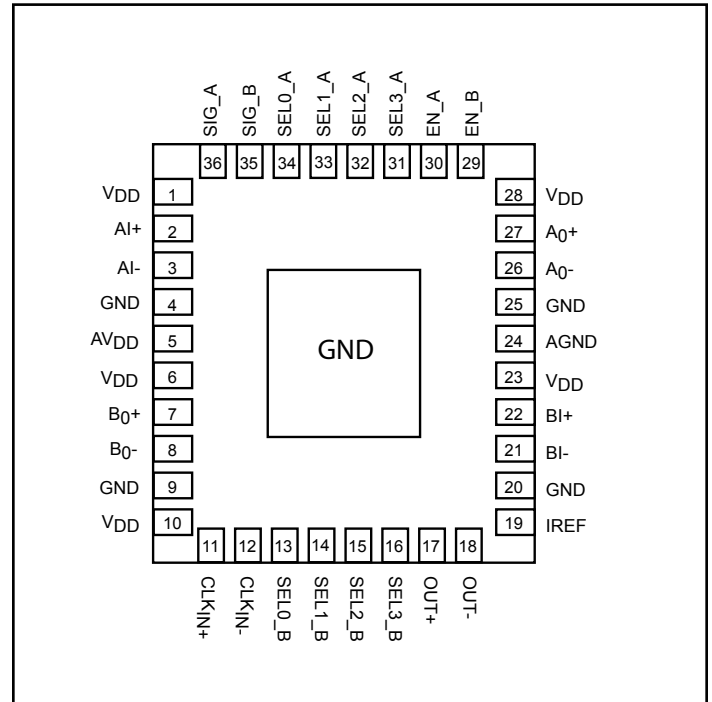 SIG_A
SIG_B
SEL0_A
SEL1_A
SEL2_A
SEL3_A
EN_A
EN_B
36 35 34 33 32 31 30 29
VDD 1
AI+ 2
AI- 3
GND 4
AVDD 5
VDD 6
B0+ 7
B0- 8
GND 9
VDD 10
GND
28 VDD
27 A0+
26 A0-
25 GND
24 AGND
23 VDD
22 BI+
21 BI-
20 GND
19 IREF
11 12 13 14 15 16 17 18
CLKIN+
CLKIN-
SEL0_B
SEL1_B
SEL2_B
SEL3_B
OUT+
OUT-